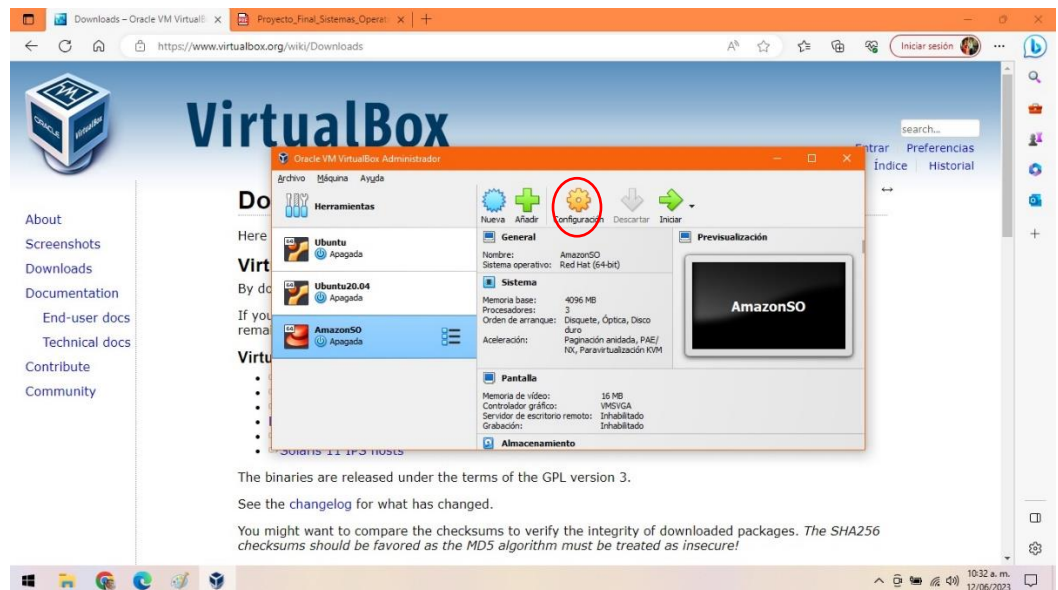 Downloads – Oracle VM VirtualB
Proyecto_Final_Sistemas_Operati
https://www.virtualbox.org/wiki/Downloads
Iniciar sesión
VirtualBox
search...
Entrar Preferencias
Índice Historial
About
Screenshots
Downloads
Documentation
End-user docs
Technical docs
Contribute
Community
Do
Here
Virt
By do
If you
remai
Virtu
Oracle VM VirtualBox Administrador
Archivo Máquina Ayuda
Herramientas
Nueva Añadir Configuración Descartar Iniciar
Ubuntu
Apagada
Ubuntu20.04
Apagada
AmazonSO
Apagada
General
Nombre: AmazonSO
Sistema operativo: Red Hat (64-bit)
Sistema
Memoria base: 4096 MB
Procesadores: 3
Orden de arranque: Disquete, Óptica, Disco
duro
Aceleración: Paginación anidada, PAE/
NX, Paravirtualización KVM
Previsualización
AmazonSO
Pantalla
Memoria de vídeo: 16 MB
Controlador gráfico: VMSVGA
Servidor de escritorio remoto: Inhabilitado
Grabación: Inhabilitado
Almacenamiento
Solaris 11 IPS hosts
The binaries are released under the terms of the GPL version 3.
See the changelog for what has changed.
You might want to compare the checksums to verify the integrity of downloaded packages. The SHA256
checksums should be favored as the MD5 algorithm must be treated as insecure!
10:32 a. m.
12/06/2023